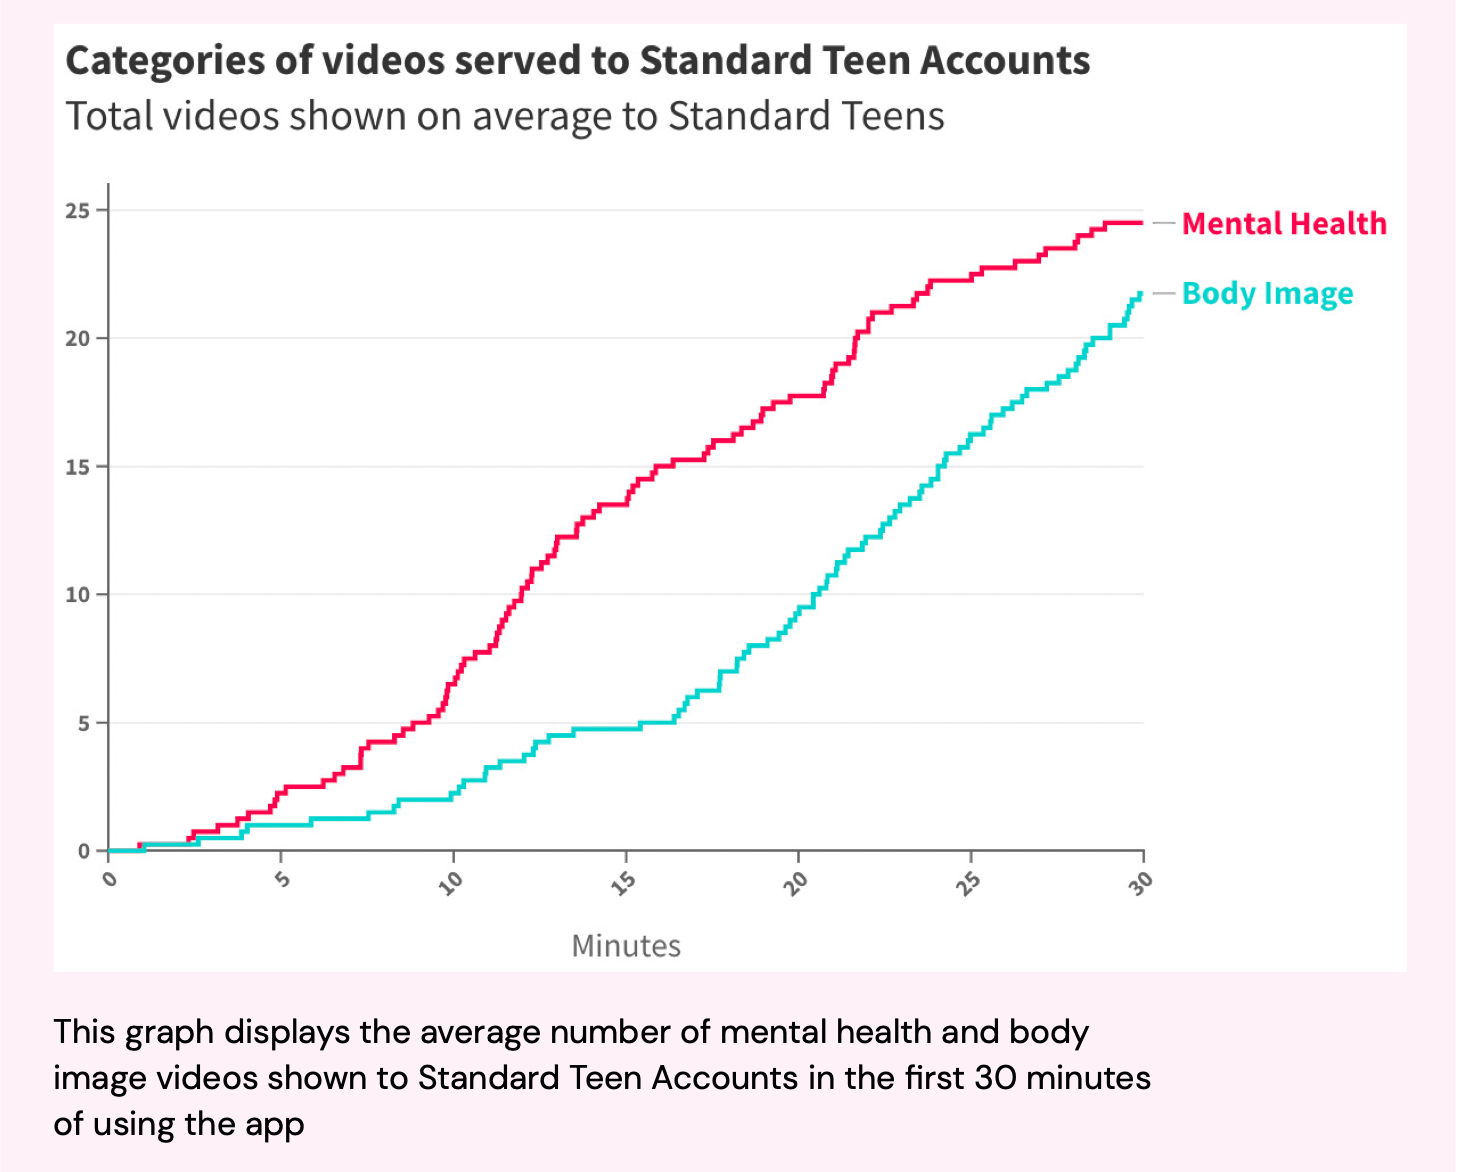 Categories of videos served to Standard Teen Accounts
Total videos shown on average to Standard Teens
25
Mental Health
Body Image
20
15
10
5
0
0 5 10 15 20 25 30
Minutes
This graph displays the average number of mental health and body
image videos shown to Standard Teen Accounts in the first 30 minutes
of using the app